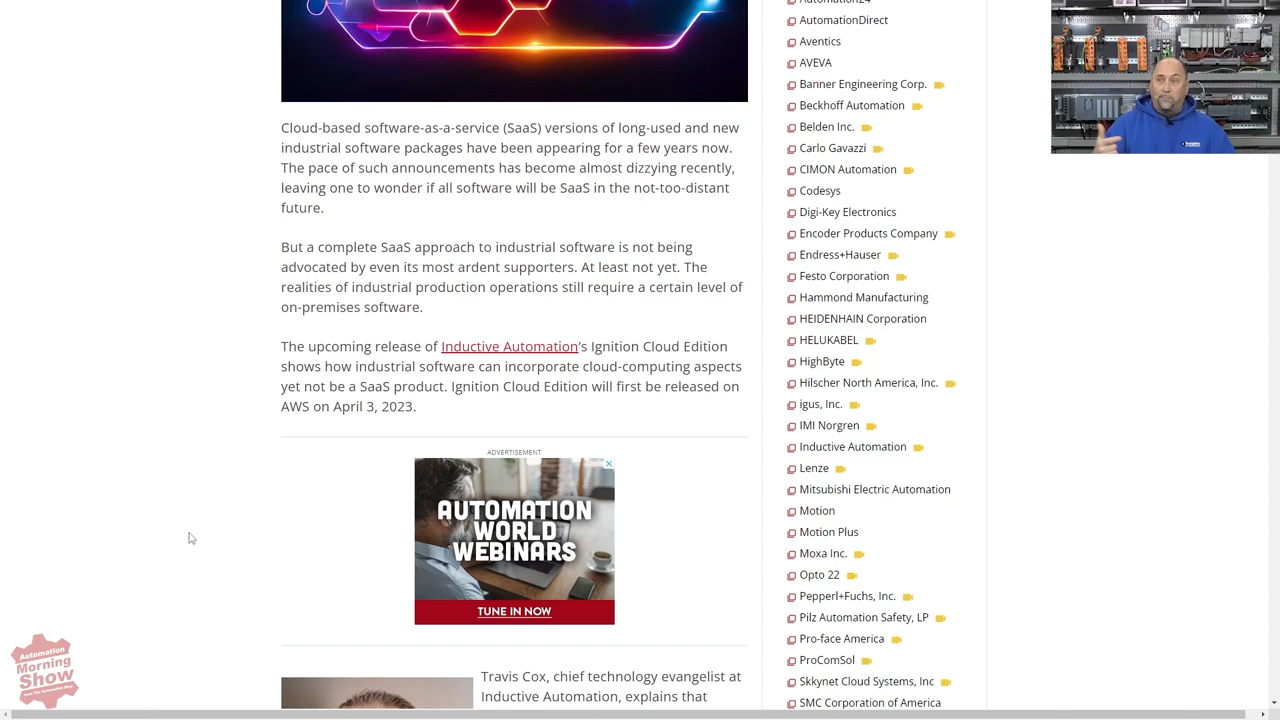 Cloud-based software-as-a-service (SaaS) versions of long-used and new
industrial software packages have been appearing for a few years now.
The pace of such announcements has become almost dizzying recently,
leaving one to wonder if all software will be SaaS in the not-too-distant
future.
But a complete SaaS approach to industrial software is not being
advocated by even its most ardent supporters. At least not yet. The
realities of industrial production operations still require a certain level of
on-premises software.
The upcoming release of Inductive Automation's Ignition Cloud Edition
shows how industrial software can incorporate cloud-computing aspects
yet not be a SaaS product. Ignition Cloud Edition will first be released on
AWS on April 3, 2023.
ADVERTISEMENT
AUTOMATION
WORLD
WEBINARS
TUNE IN NOW
Travis Cox, chief technology evangelist at
Inductive Automation, explains that
Automation24
AutomationDirect
Aventics
AVEVA
Banner Engineering Corp.
Beckhoff Automation
Belden Inc.
Carlo Gavazzi
CIMON Automation
Codesys
Digi-Key Electronics
Encoder Products Company
Endress+Hauser
Festo Corporation
Hammond Manufacturing
HEIDENHAIN Corporation
HELUKABEL
HighByte
Hilscher North America, Inc.
igus, Inc.
IMI Norgren
Inductive Automation
Lenze
Mitsubishi Electric Automation
Motion
Motion Plus
Moxa Inc.
Opto 22
Pepperl+Fuchs, Inc.
Pilz Automation Safety, LP
Pro-face America
ProComSol
Skkynet Cloud Systems, Inc
SMC Corporation of America
Automation
Morning
Show